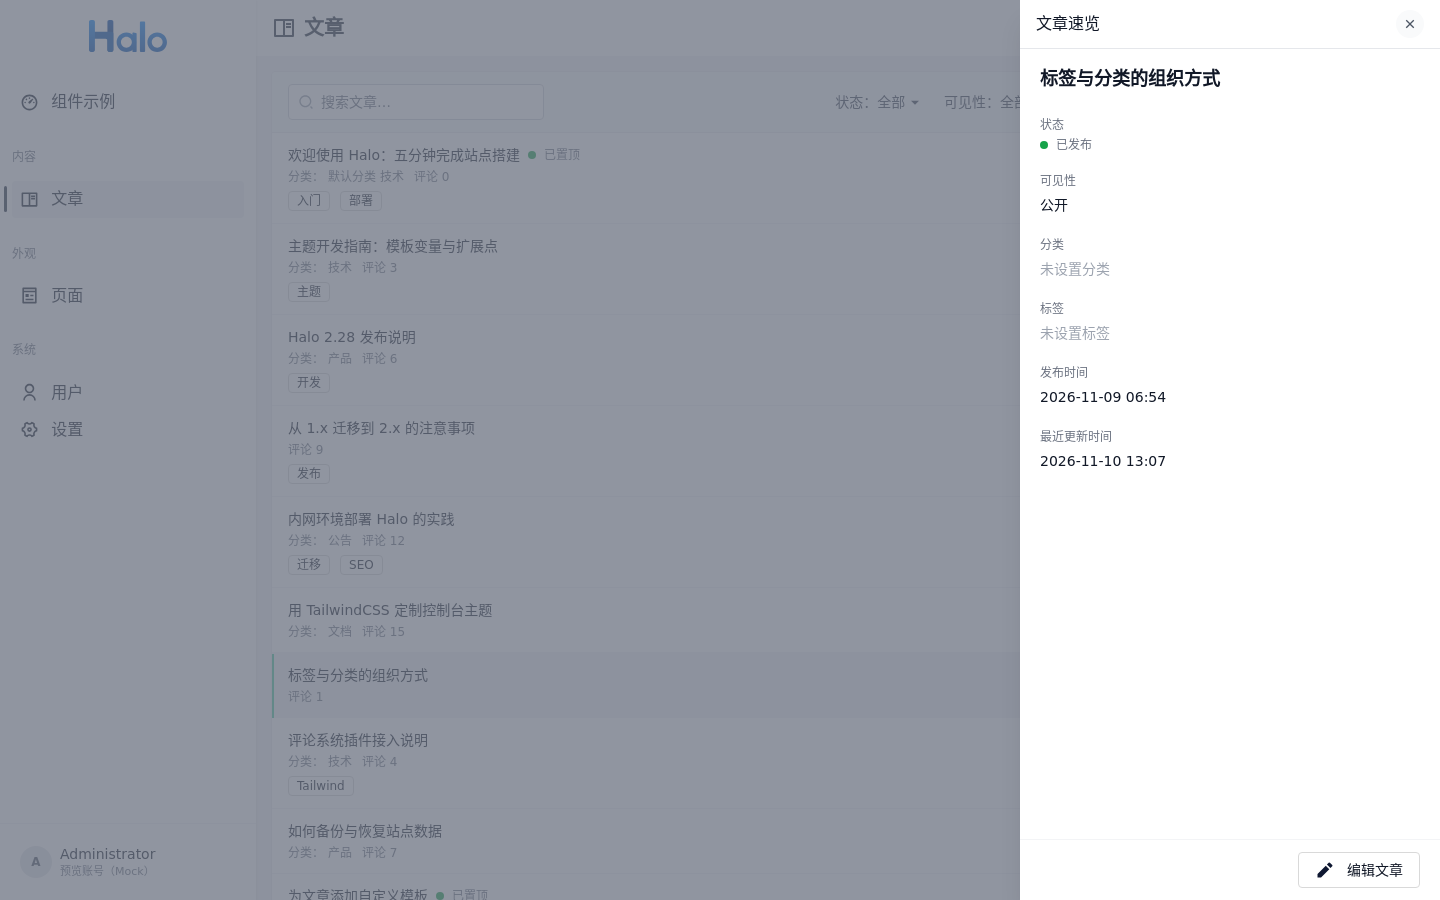 Halo
组件示例
内容
文章
外观
页面
系统
用户
设置
A
Administrator
预览账号（Mock）
文章
搜索文章...
状态：全部
可见性：全部
欢迎使用 Halo：五分钟完成站点搭建 已置顶
分类： 默认分类 技术 评论 0
入门 部署
主题开发指南：模板变量与扩展点
分类： 技术 评论 3
主题
Halo 2.28 发布说明
分类： 产品 评论 6
开发
从 1.x 迁移到 2.x 的注意事项
评论 9
发布
内网环境部署 Halo 的实践
分类： 公告 评论 12
迁移 SEO
用 TailwindCSS 定制控制台主题
分类： 文档 评论 15
标签与分类的组织方式
评论 1
评论系统插件接入说明
分类： 技术 评论 4
Tailwind
如何备份与恢复站点数据
分类： 产品 评论 7
为文章添加自定义模板 已置顶
文章速览
标签与分类的组织方式
状态
已发布
可见性
公开
分类
未设置分类
标签
未设置标签
发布时间
2026-11-09 06:54
最近更新时间
2026-11-10 13:07
编辑文章